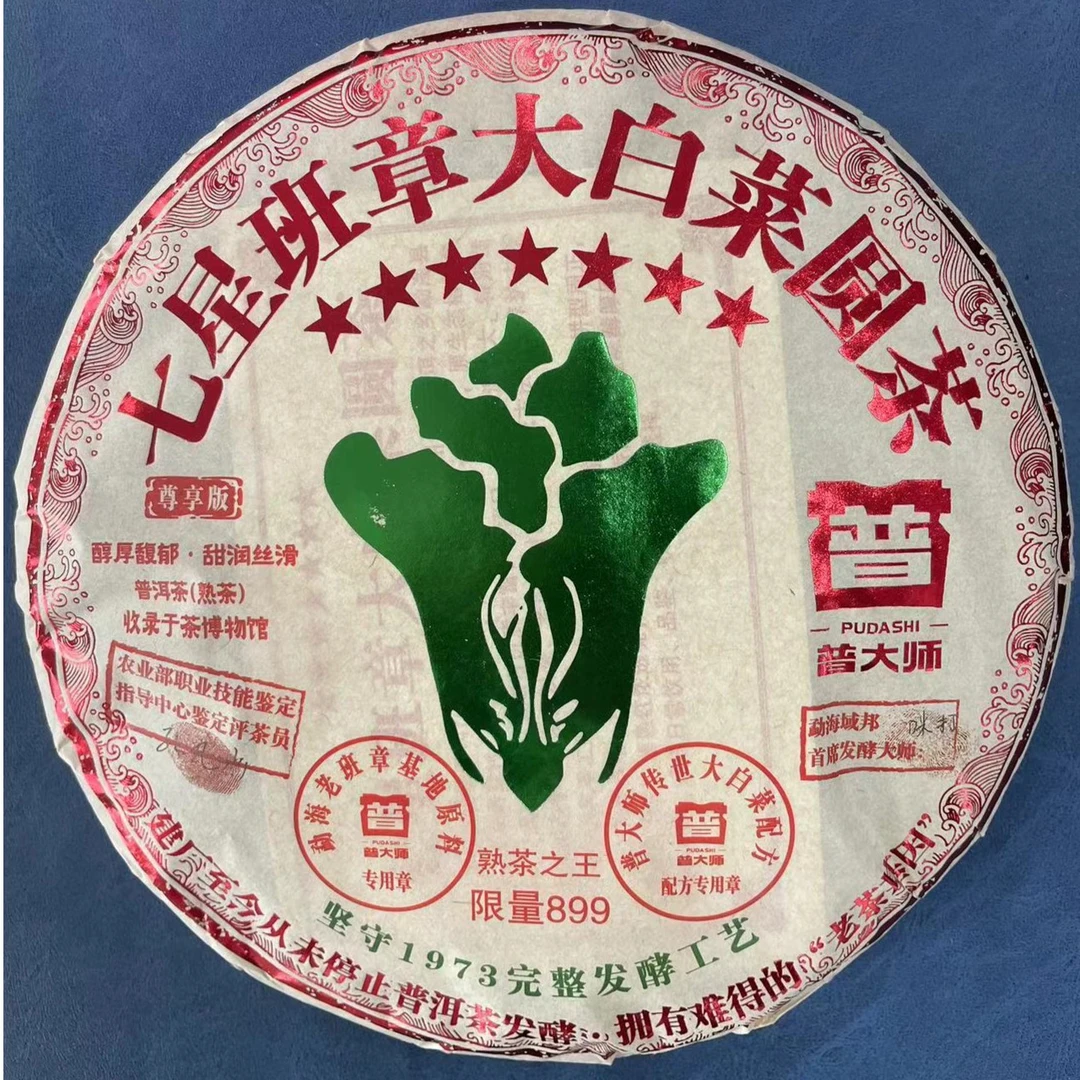 七星班章大白菜圆茶
尊享版
醇厚馥郁·甜润丝滑
普洱茶(熟茶)
收录于茶博物馆
农业部职业技能鉴定
指导中心鉴定评茶员
普
PUDASHI
普大师
勐海域邦
首席发酵大师
勐海老班章基地原料
普
PUDASHI
普大师
专用章
熟茶之王
限量899
普大师传世大白菜配方
普
PUDASHI
普大师
配方专用章
坚守1973完整发酵工艺
建厂至今从未停止普洱茶发酵·拥有难得的“老茶